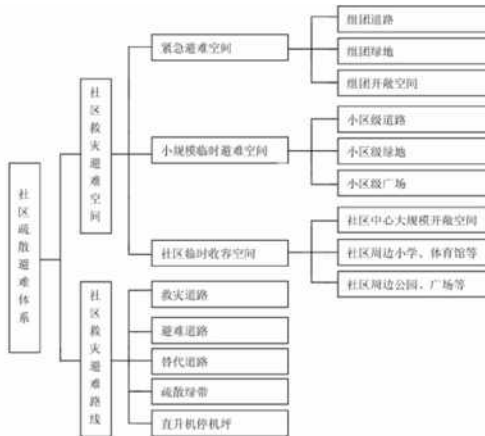 社区疏散避难体系
社区救灾避难空间
紧急避难空间
组团道路
组团绿地
组团开敞空间
小规模临时避难空间
小区级道路
小区级绿地
小区级广场
社区临时收容空间
社区中心大规模开敞空间
社区周边小学、体育馆等
社区周边公园、广场等
社区救灾避难路线
救灾道路
避难道路
替代道路
疏散绿带
直升机停机坪